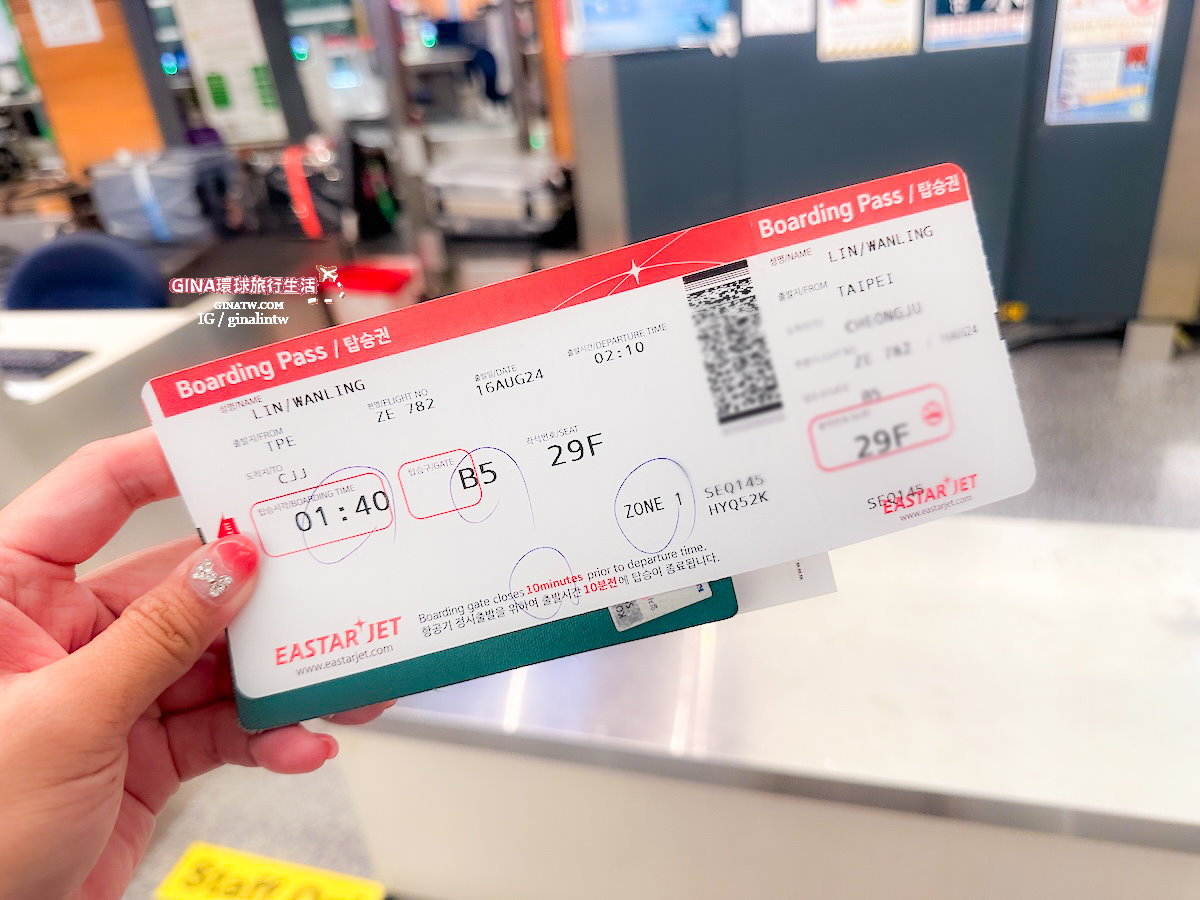 GINA環球旅行生活
GINATW.COM
IG / ginalintw
Boarding Pass / 탑승권
성명/NAME
LIN/WANLING
편명/FLIGHT NO
ZE 782
출발일/DATE
16AUG24
출발시간/DEPARTURE TIME
02:10
출발지/FROM
TPE
도착지/TO
CJJ
탑승시각/BOARDING TIME
01:40
탑승구/GATE
B5
좌석번호/SEAT
29F
ZONE 1
SEQ145
HYQ52K
Boarding gate closes 10minutes prior to departure time.
항공기 정시출발을 위하여 출발시간 10분전에 탑승이 종료됩니다.
EASTAR JET
www.eastarjet.com
Boarding Pass / 탑승권
성명/NAME
LIN/WANLING
출발지/FROM
TAIPEI
CHEONGJU
ZE 782 / 16AUG24
B5
29F
SEQ145
EASTAR JET
www.eastarjet.com
Staff On